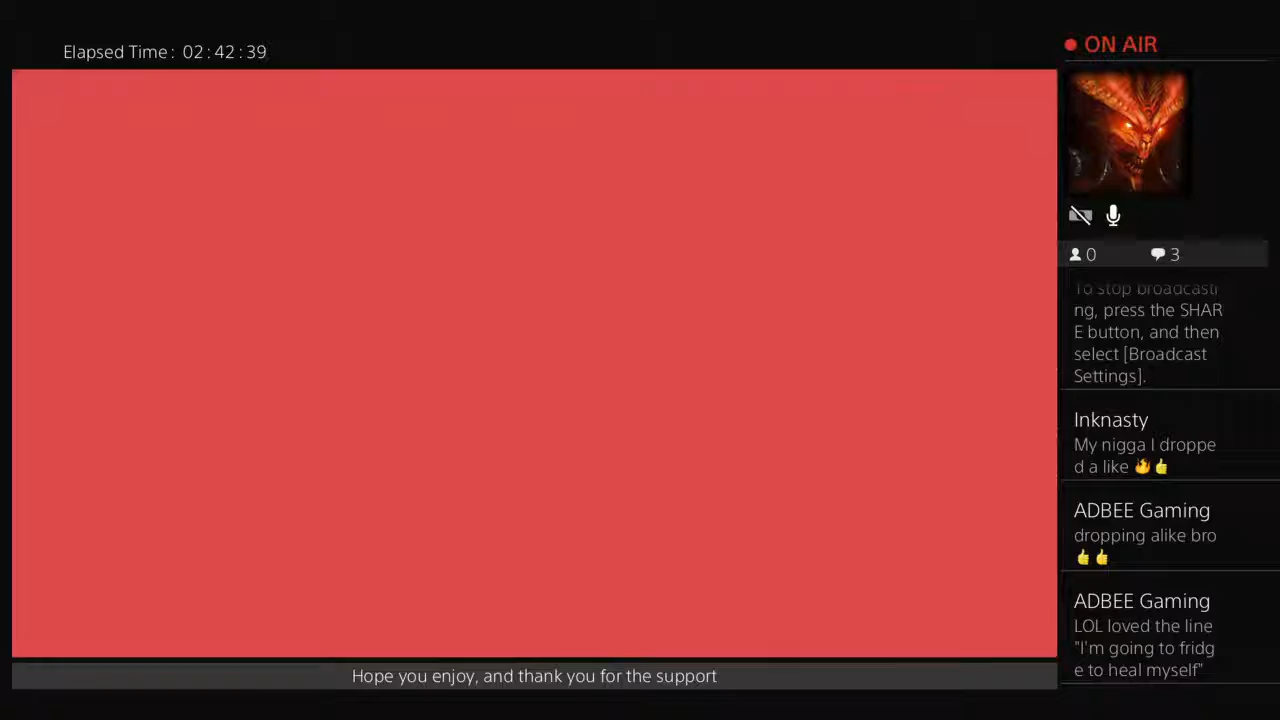 Elapsed Time: 02:42:39
ON AIR
0 3
To stop broadcasti
ng, press the SHAR
E button, and then
select [Broadcast
Settings].
Inknasty
My nigga I droppe
d a like 🔥👍
ADBEE Gaming
dropping alike bro
👍👍
ADBEE Gaming
LOL loved the line
"I'm going to fridg
e to heal myself"
Hope you enjoy, and thank you for the support